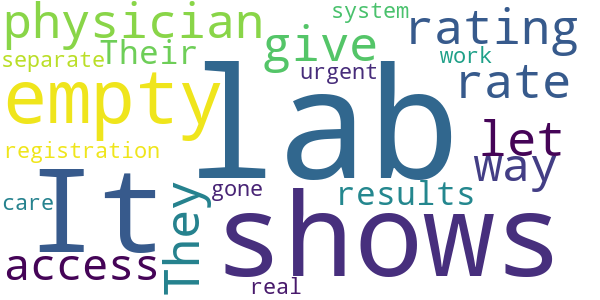 physician
system
rating
Their
give
work
separate
urgent
rate
empty
lab
let
registration
way
It
gone
results
care
They
shows
access
real